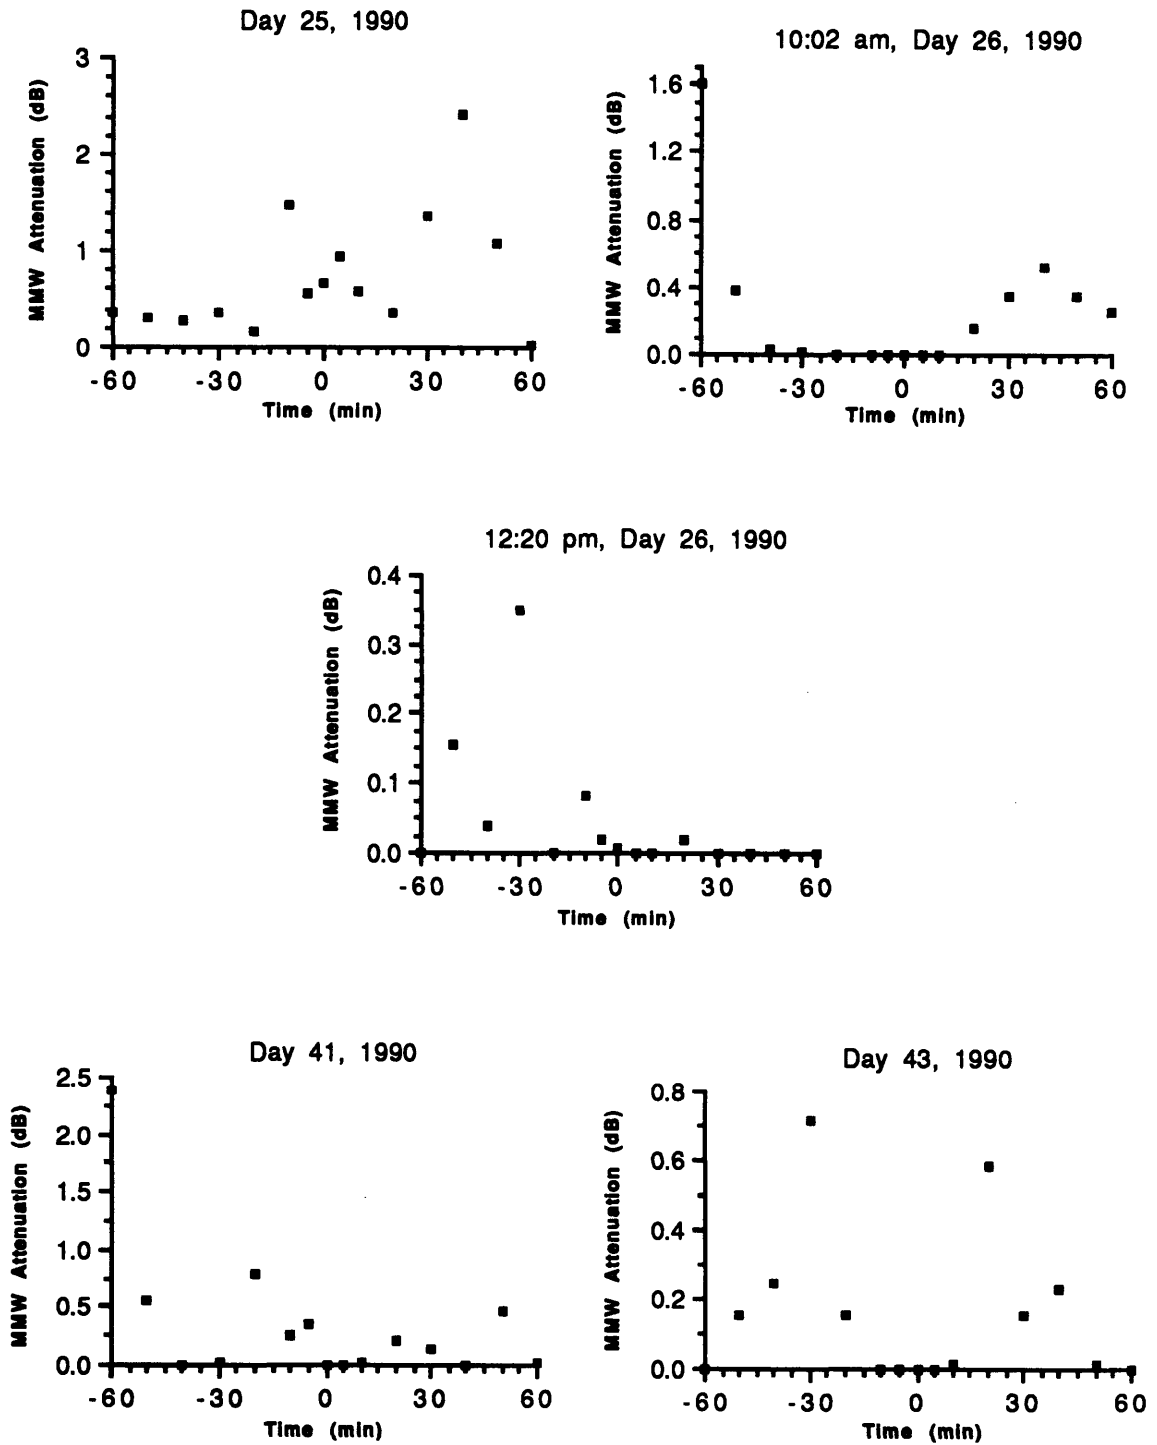 Day 25, 1990
3
2
1
0
MMW Attenuation (dB)
-60 -30 0 30 60
Time (min)
10:02 am, Day 26, 1990
1.6
1.2
0.8
0.4
0.0
MMW Attenuation (dB)
-60 -30 0 30 60
Time (min)
12:20 pm, Day 26, 1990
0.4
0.3
0.2
0.1
0.0
MMW Attenuation (dB)
-60 -30 0 30 60
Time (min)
Day 41, 1990
2.5
2.0
1.5
1.0
0.5
0.0
MMW Attenuation (dB)
-60 -30 0 30 60
Time (min)
Day 43, 1990
0.8
0.6
0.4
0.2
0.0
MMW Attenuation (dB)
-60 -30 0 30 60
Time (min)